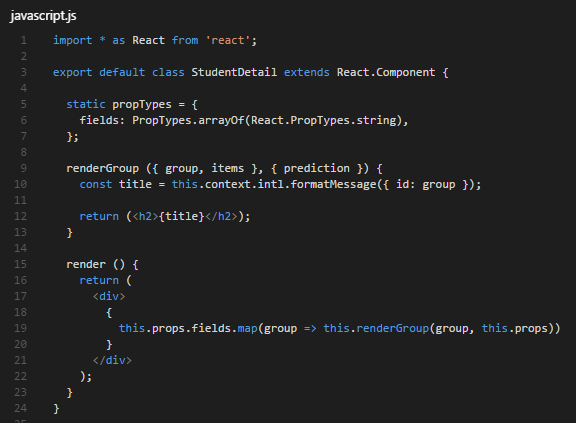 javascript.js
1 import * as React from 'react';
2
3 export default class StudentDetail extends React.Component {
4
5   static propTypes = {
6     fields: PropTypes.arrayOf(React.PropTypes.string),
7   };
8
9   renderGroup ({ group, items }, { prediction }) {
10     const title = this.context.intl.formatMessage({ id: group });
11
12     return (<h2>{title}</h2>);
13   }
14
15   render () {
16     return (
17       <div>
18         {
19           this.props.fields.map(group => this.renderGroup(group, this.props))
20         }
21       </div>
22     );
23   }
24 }